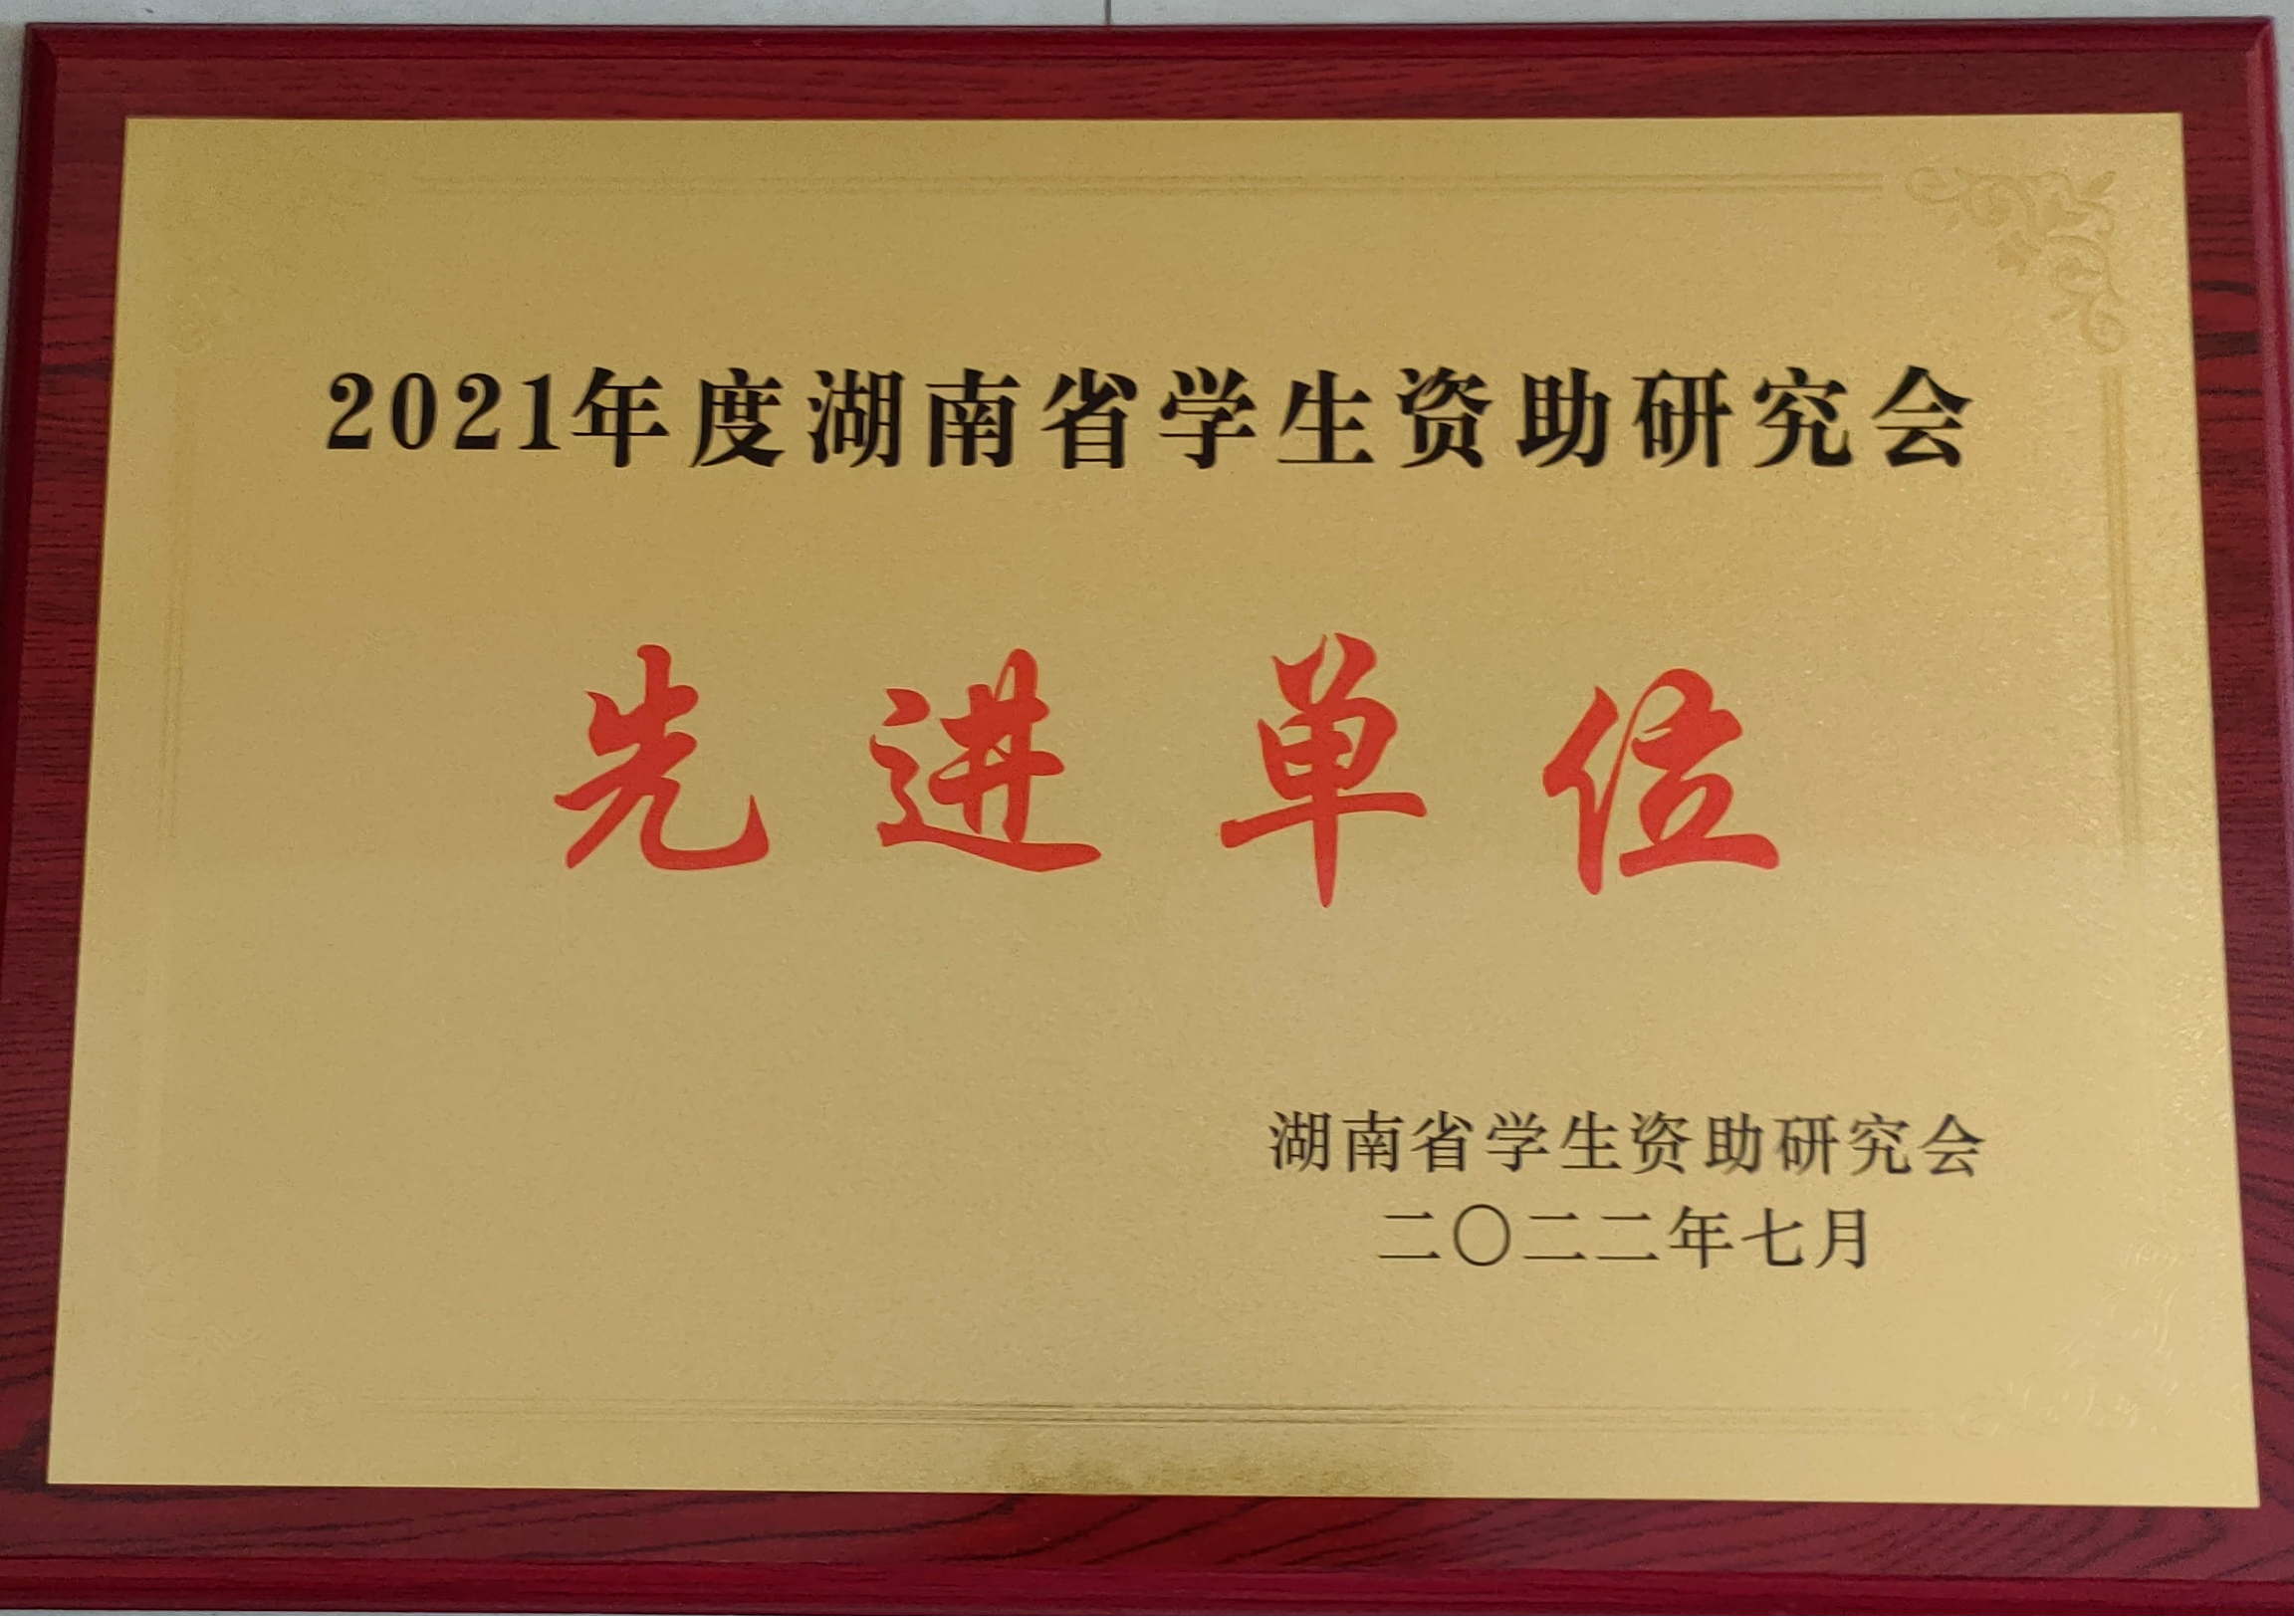 2021年度湖南省学生资助研究会
先进单位
湖南省学生资助研究会
二〇二二年七月